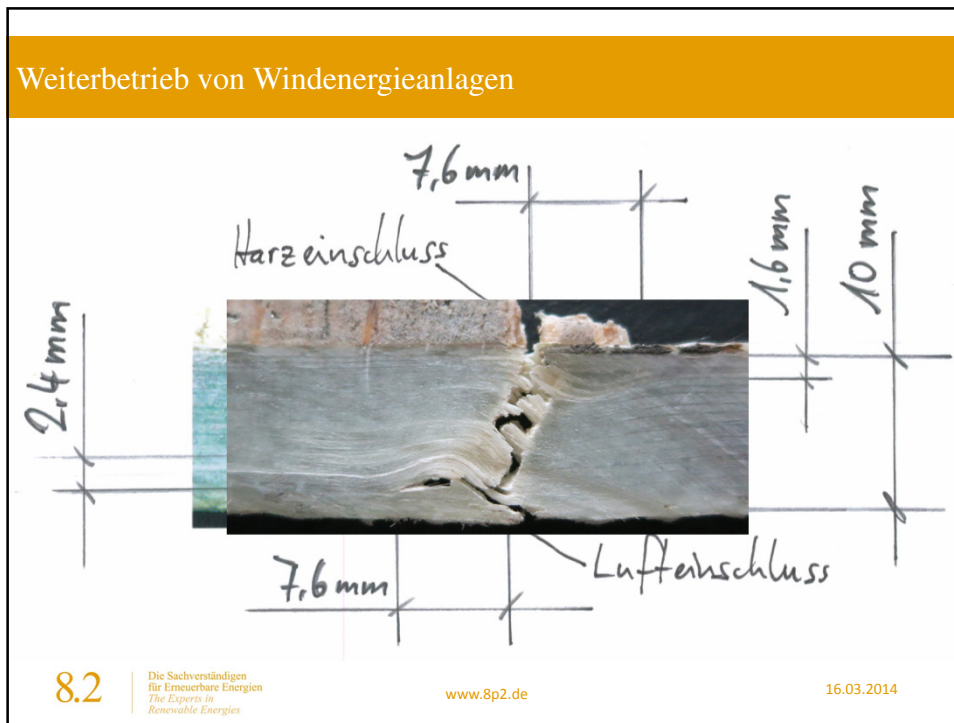 Weiterbetrieb von Windenergieanlagen
7,6 mm
Harzeinschluss
1,6 mm
10 mm
2,4 mm
7,6 mm
Lufteinschluss
8.2
Die Sachverständigen
für Erneuerbare Energien
The Experts in
Renewable Energies
www.8p2.de
16.03.2014